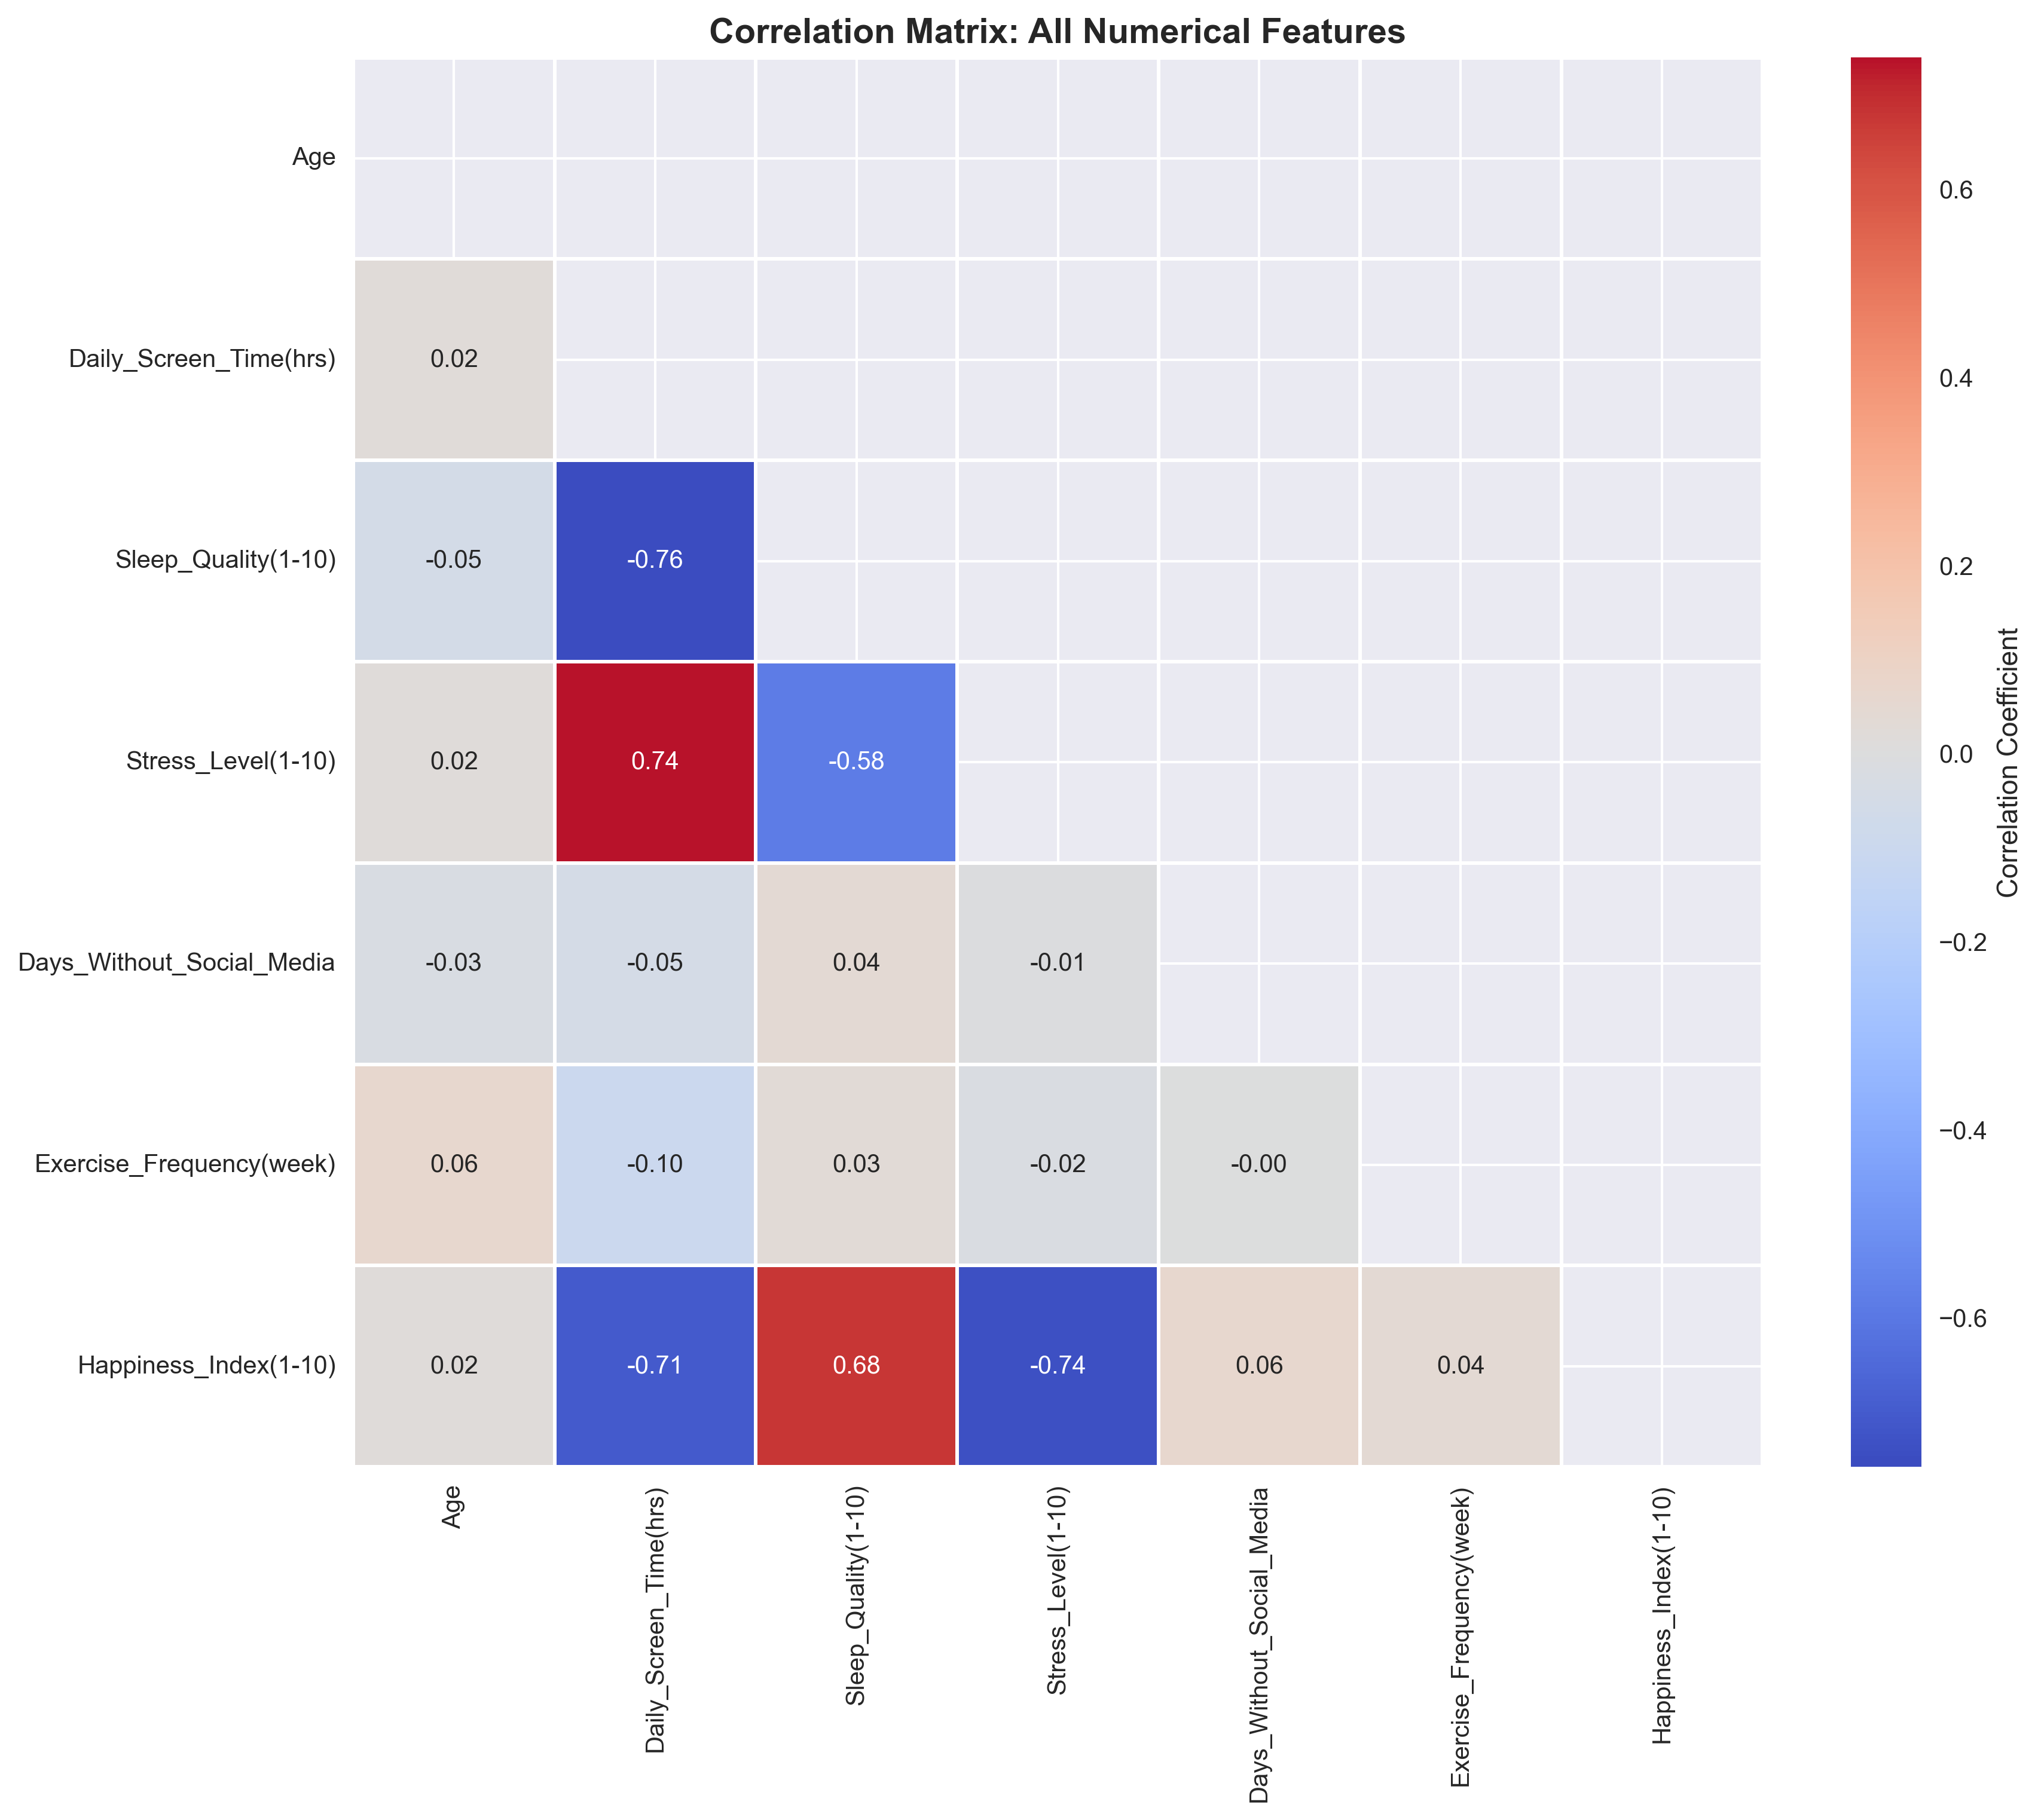 Correlation Matrix: All Numerical Features
Age
Daily_Screen_Time(hrs)
0.02
Sleep_Quality(1-10)
-0.05
-0.76
Stress_Level(1-10)
0.02
0.74
-0.58
Days_Without_Social_Media
-0.03
-0.05
0.04
-0.01
Exercise_Frequency(week)
0.06
-0.10
0.03
-0.02
-0.00
Happiness_Index(1-10)
0.02
-0.71
0.68
-0.74
0.06
0.04
Age
Daily_Screen_Time(hrs)
Sleep_Quality(1-10)
Stress_Level(1-10)
Days_Without_Social_Media
Exercise_Frequency(week)
Happiness_Index(1-10)
0.6
0.4
0.2
0.0
−0.2
−0.4
−0.6
Correlation Coefficient